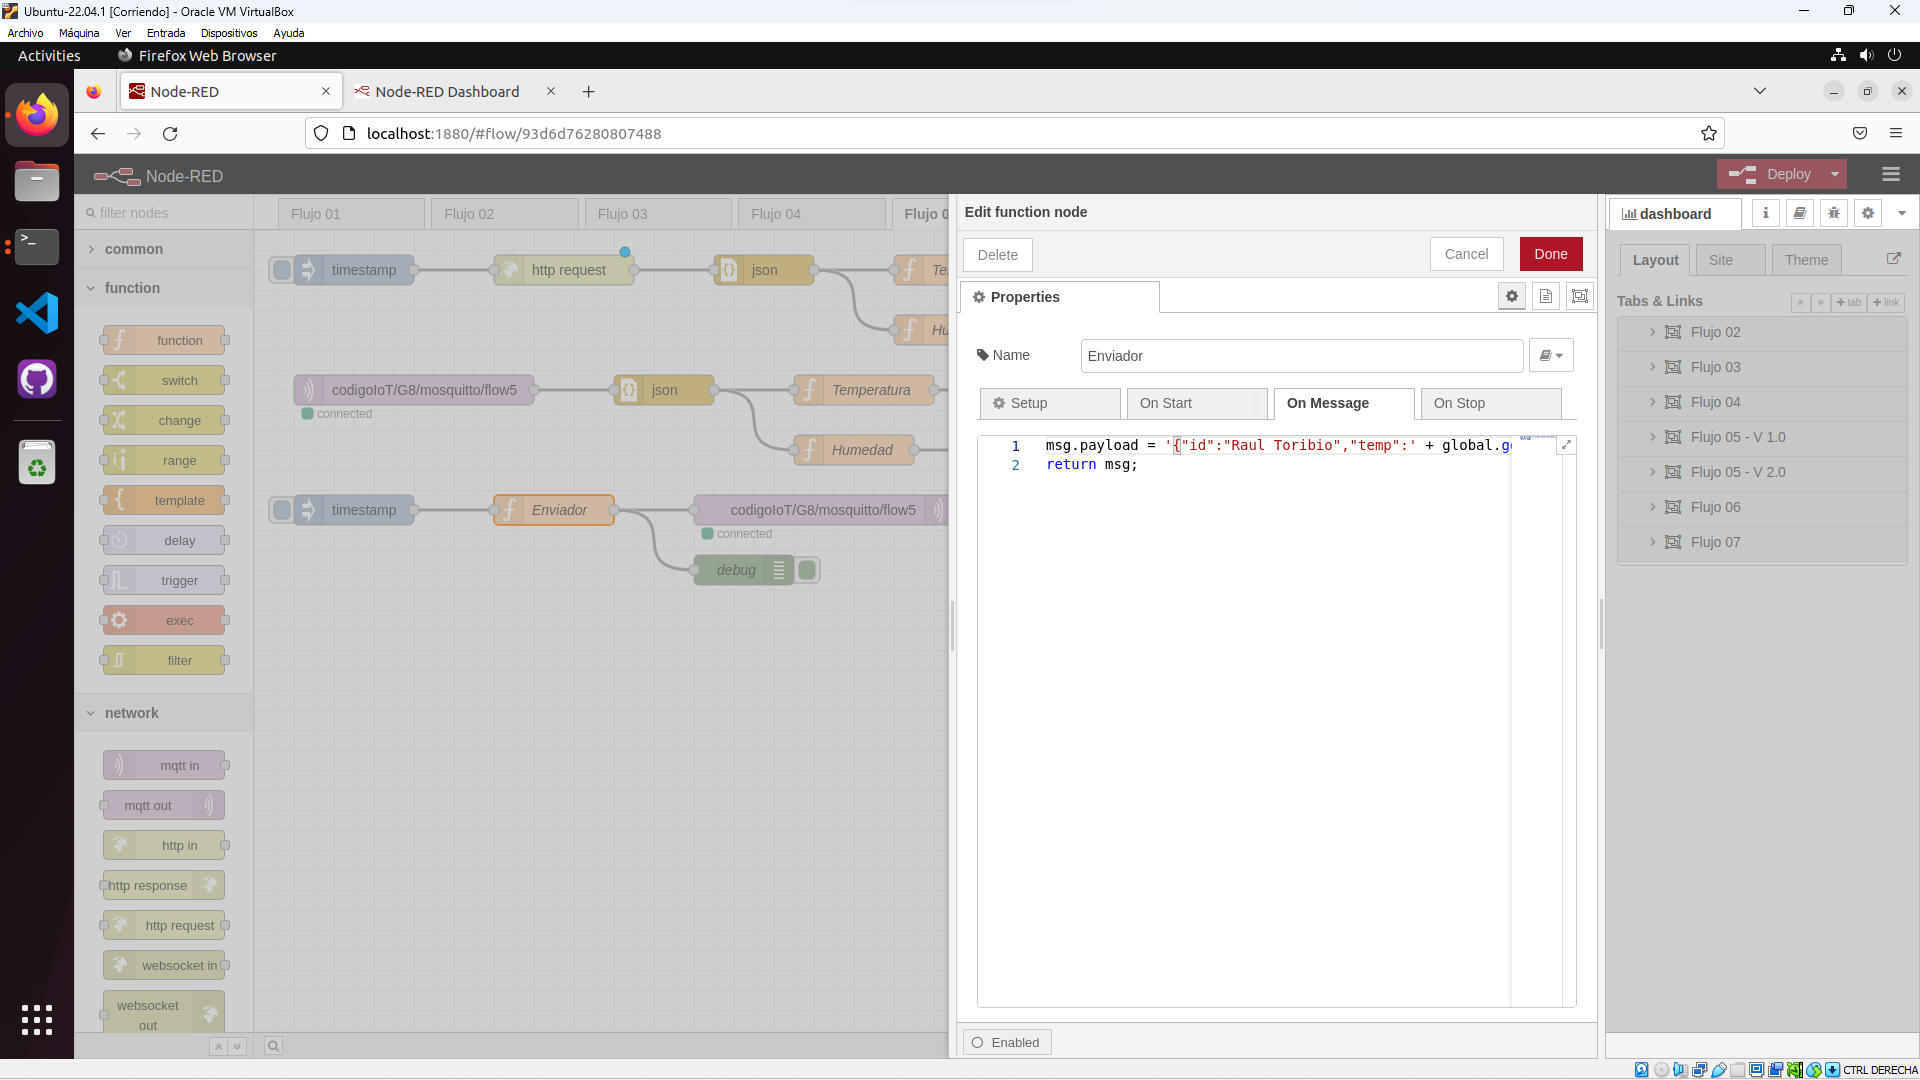 Ubuntu-22.04.1 [Corriendo] - Oracle VM VirtualBox
Archivo Máquina Ver Entrada Dispositivos Ayuda
Activities Firefox Web Browser
Node-RED
Node-RED Dashboard
localhost:1880/#flow/93d6d76280807488
Node-RED
Deploy
filter nodes
common
function
function
switch
change
range
template
delay
trigger
exec
filter
network
mqtt in
mqtt out
http in
http response
http request
websocket in
websocket
out
Flujo 01
Flujo 02
Flujo 03
Flujo 04
Flujo 0
timestamp
http request
json
Te
Hu
codigoIoT/G8/mosquitto/flow5
connected
json
Temperatura
Humedad
timestamp
Enviador
codigoIoT/G8/mosquitto/flow5
connected
debug
Edit function node
Delete
Cancel
Done
Properties
Name
Enviador
Setup
On Start
On Message
On Stop
1 msg.payload = '{"id":"Raul Toribio","temp":' + global.ge
2 return msg;
Enabled
dashboard
Layout
Site
Theme
Tabs & Links
tab
link
Flujo 02
Flujo 03
Flujo 04
Flujo 05 - V 1.0
Flujo 05 - V 2.0
Flujo 06
Flujo 07
CTRL DERECHA